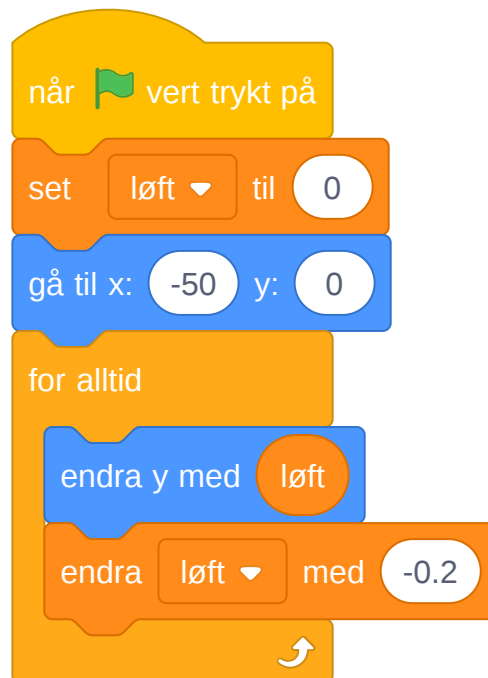 når vert trykt på
set løft til 0
gå til x: -50 y: 0
for alltid
endra y med løft
endra løft med -0.2